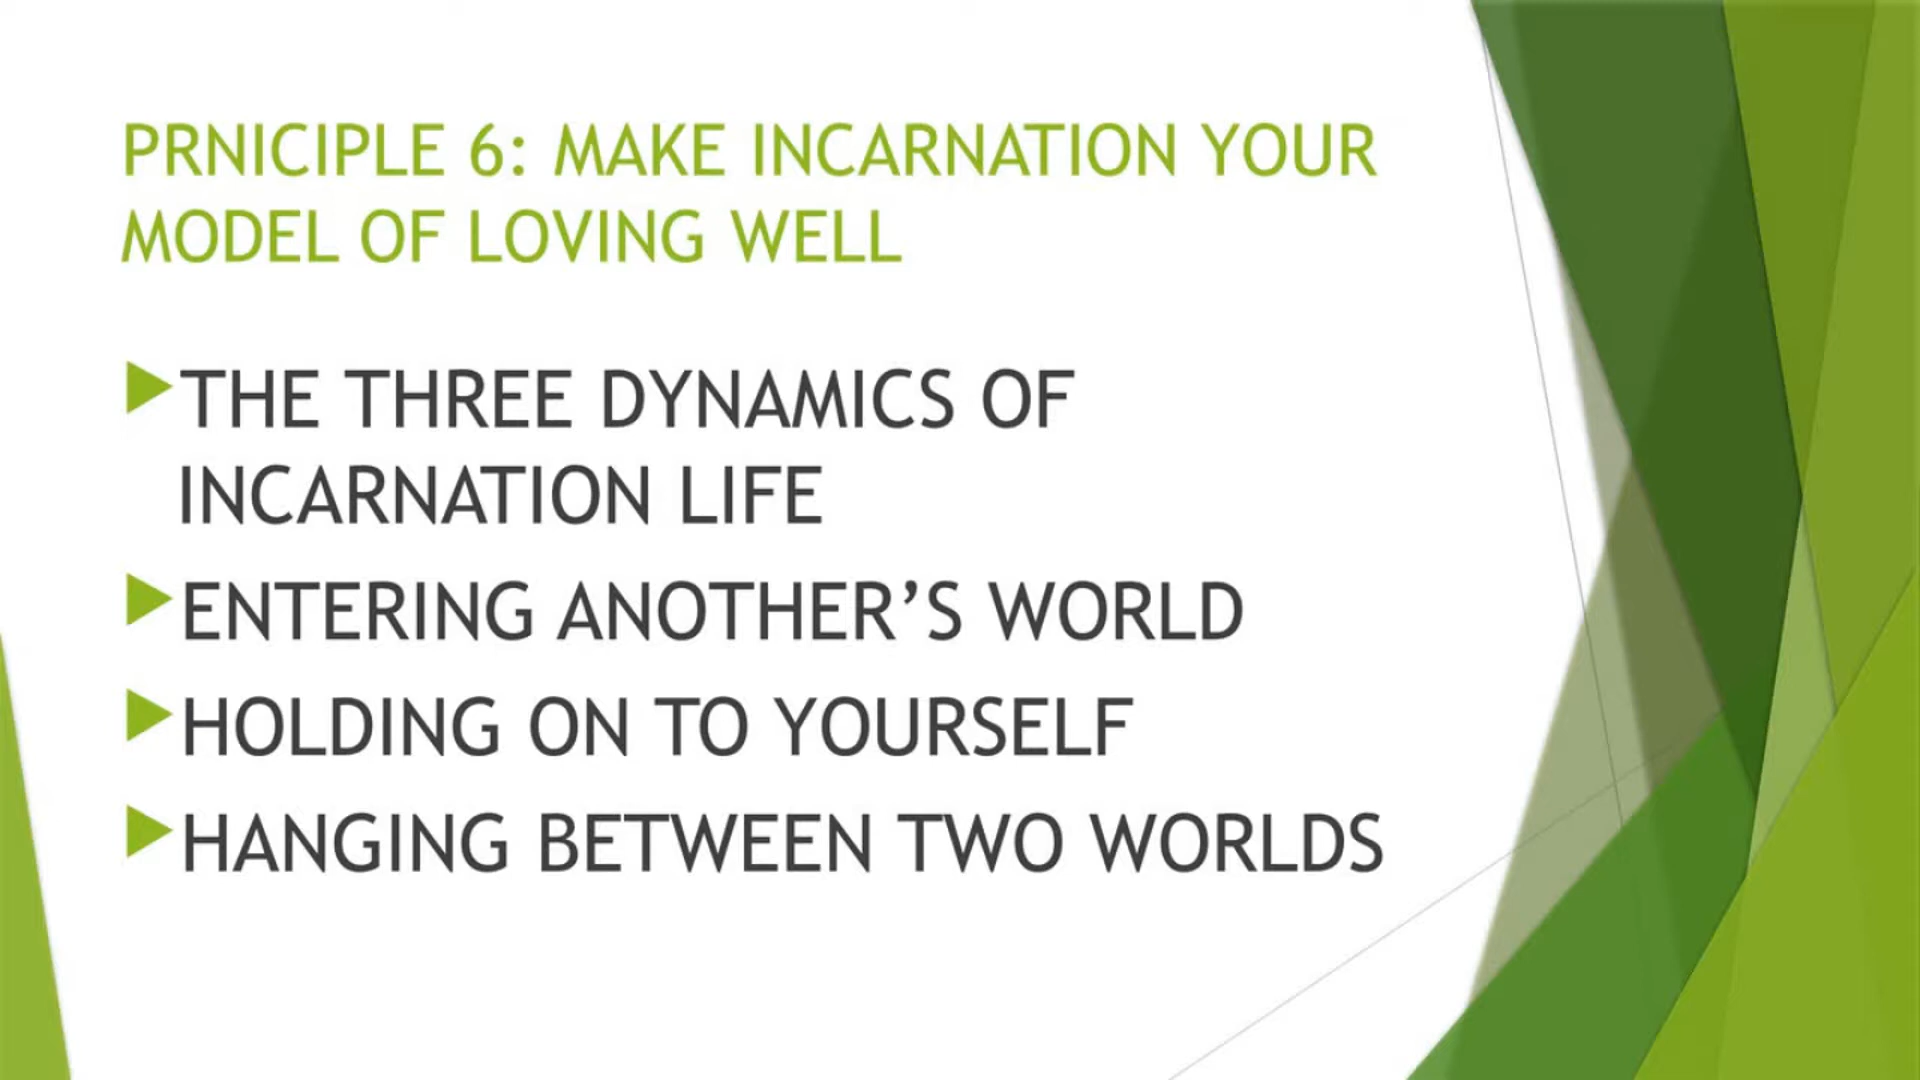 PRNICIPLE 6: MAKE INCARNATION YOUR
MODEL OF LOVING WELL
THE THREE DYNAMICS OF
INCARNATION LIFE
ENTERING ANOTHER’S WORLD
HOLDING ON TO YOURSELF
HANGING BETWEEN TWO WORLDS